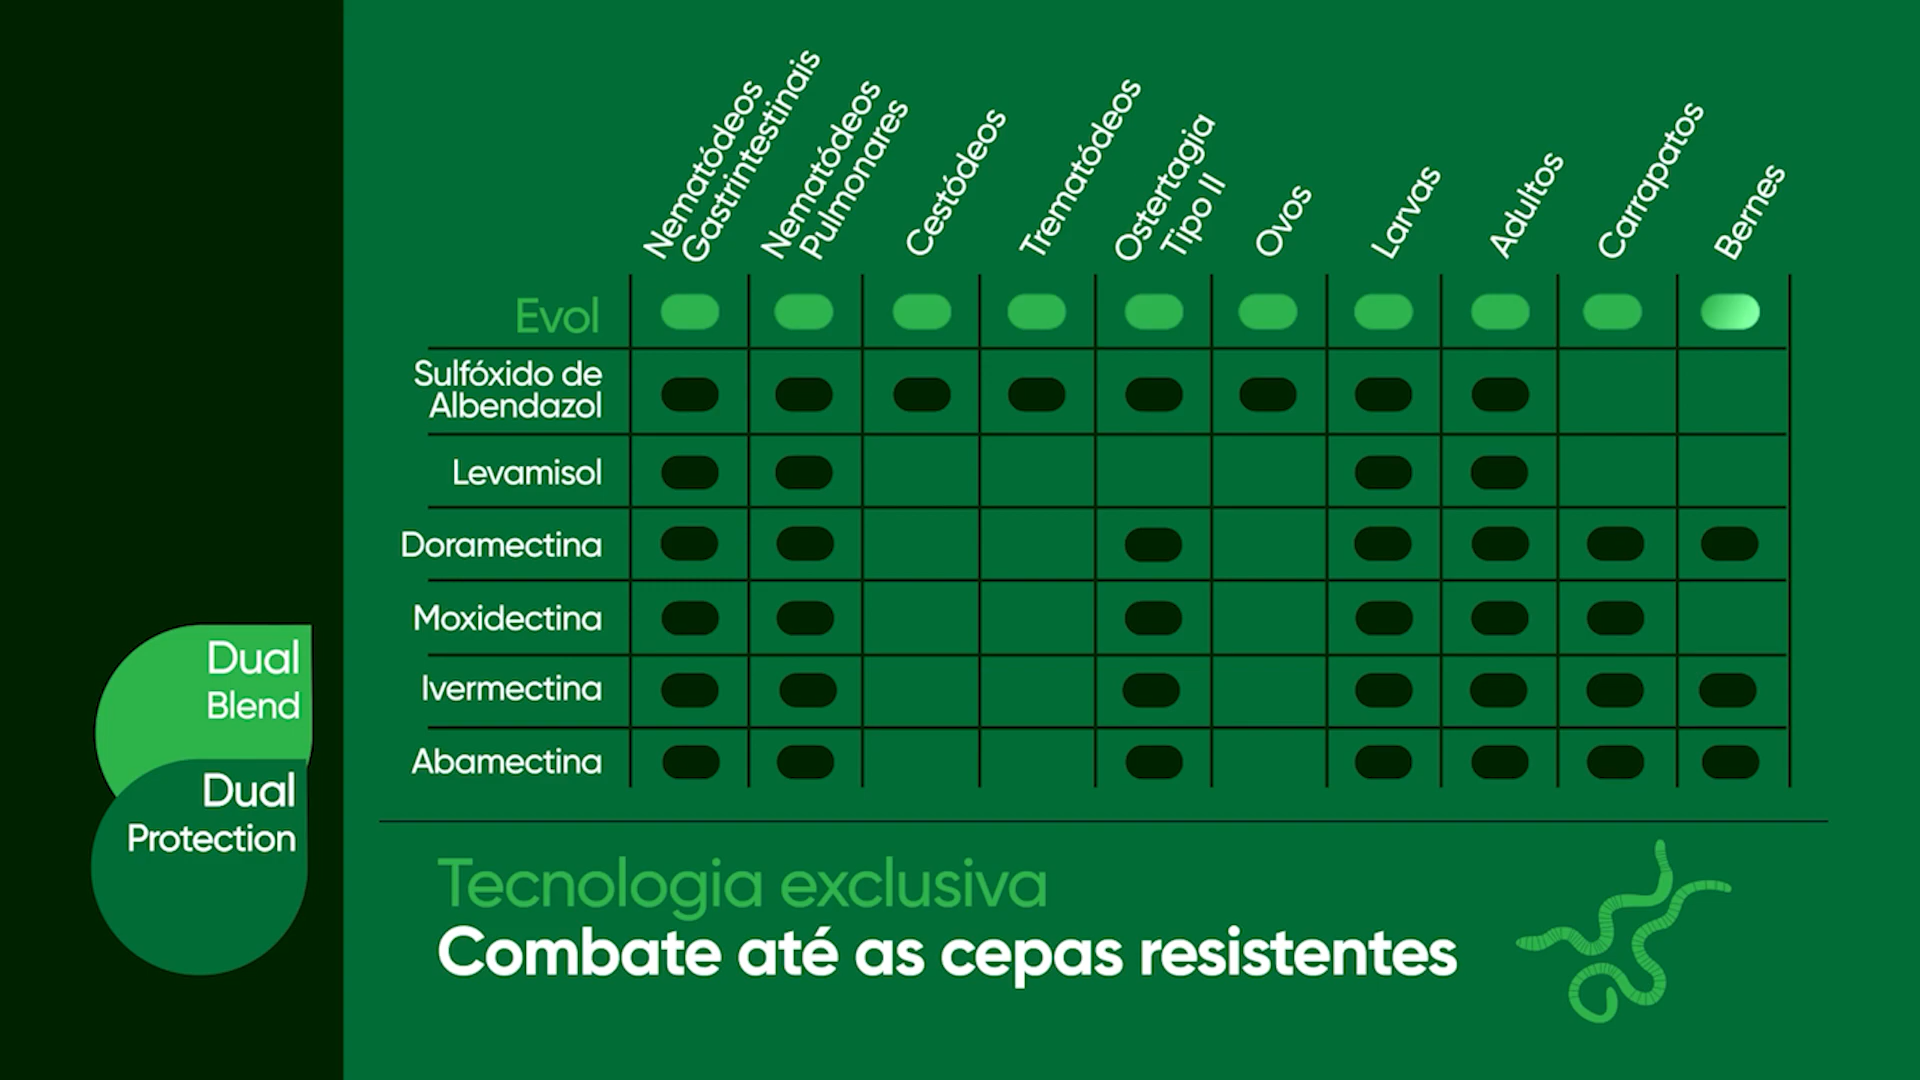 Nematódeos
Gastrintestinais
Nematódeos
Pulmonares
Cestódeos
Trematódeos
Ostertagia
Tipo II
Ovos
Larvas
Adultos
Carrapatos
Bernes
Evol
Sulfóxido de
Albendazol
Levamisol
Doramectina
Moxidectina
Ivermectina
Abamectina
Dual
Blend
Dual
Protection
Tecnologia exclusiva
Combate até as cepas resistentes